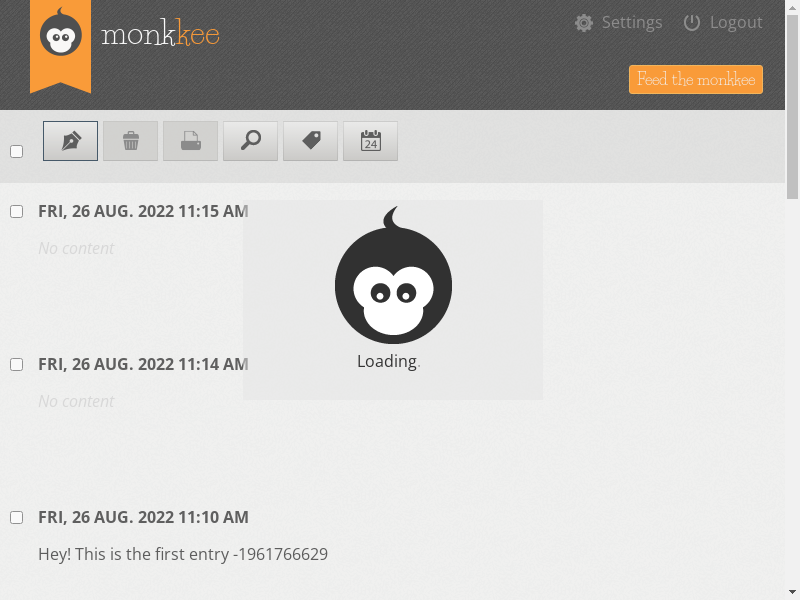 monkkee
Settings
Logout
Feed the monkkee
24
FRI, 26 AUG. 2022 11:15 AM
No content
Loading.
FRI, 26 AUG. 2022 11:14 AM
No content
FRI, 26 AUG. 2022 11:10 AM
Hey! This is the first entry -1961766629